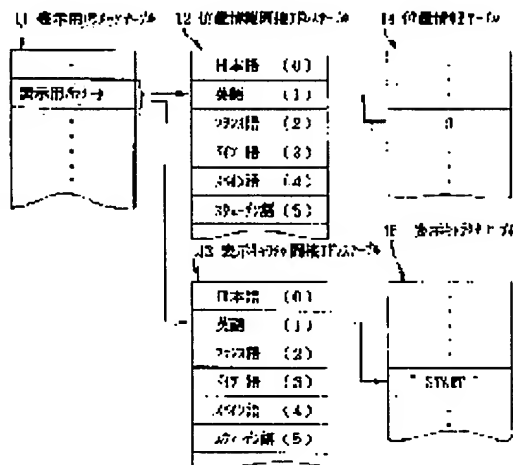 11 表示用パラメータテーブル
12 位置情報間接アドレステーブル
14 位置情報テーブル
表示用パラメータ
日本語 (0)
英語 (1)
フランス語 (2)
ドイツ語 (3)
スペイン語 (4)
スウェーデン語 (5)
0
13 表示キャラクタ間接アドレステーブル
15 表示キャラクタテーブル
日本語 (0)
英語 (1)
フランス語 (2)
ドイツ語 (3)
スペイン語 (4)
スウェーデン語 (5)
"START"